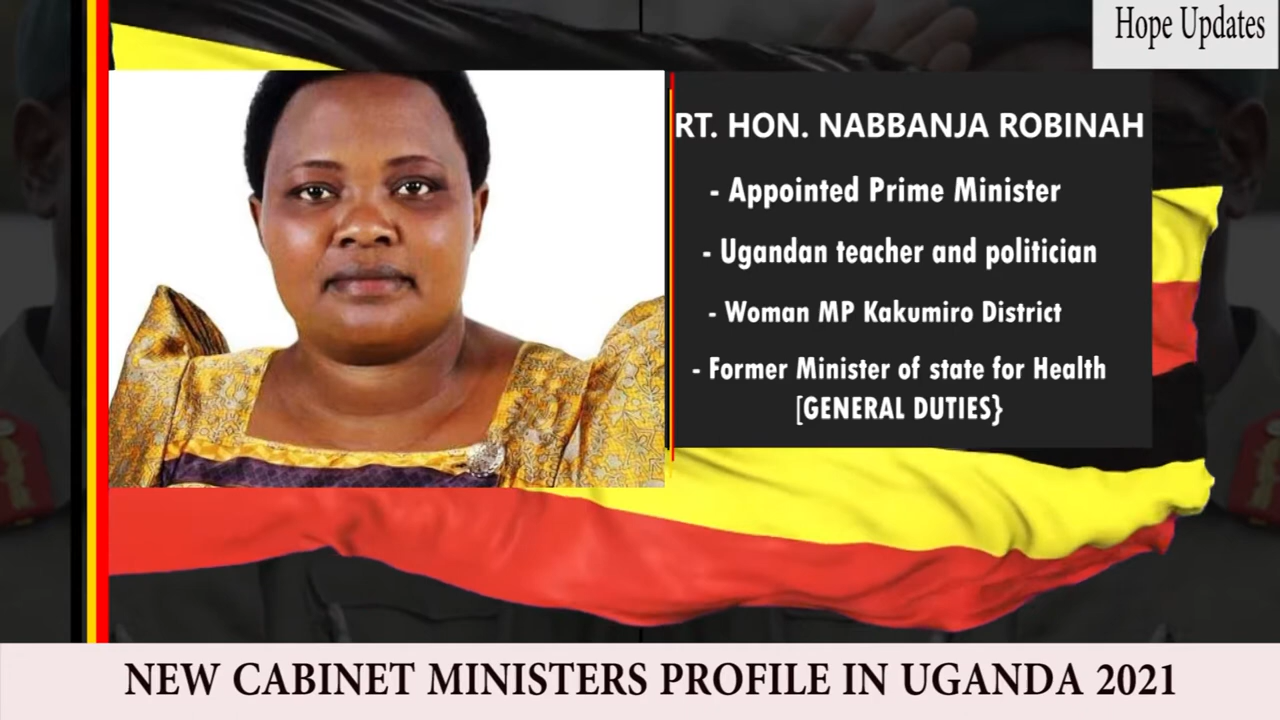 Hope Updates
RT. HON. NABBANJA ROBINAH
- Appointed Prime Minister
- Ugandan teacher and politician
- Woman MP Kakumiro District
- Former Minister of state for Health
[GENERAL DUTIES}
NEW CABINET MINISTERS PROFILE IN UGANDA 2021